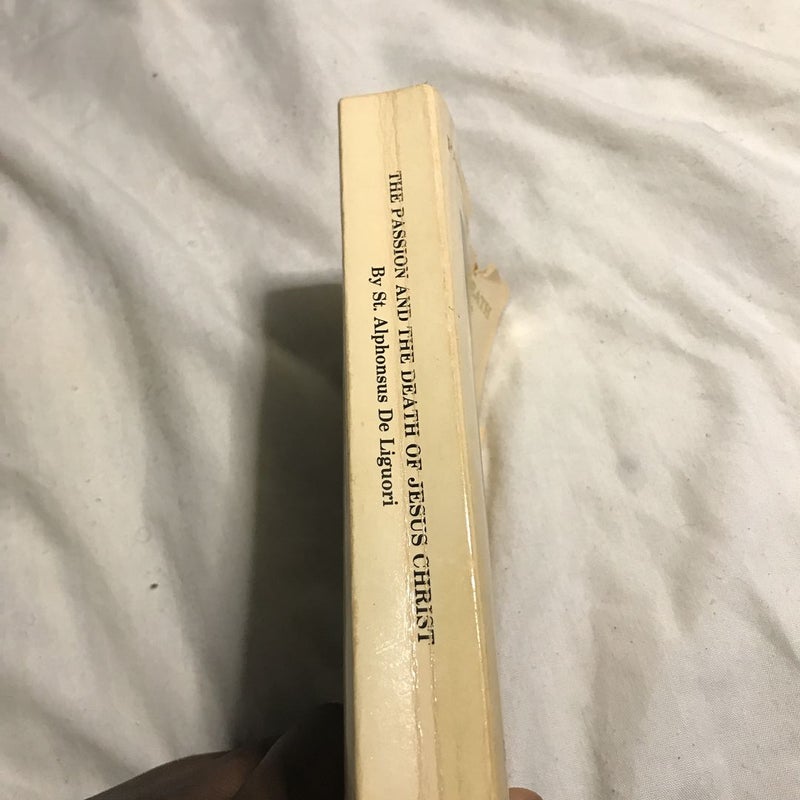 THE PASSION AND THE DEATH OF JESUS CHRIST
By St. Alphonsus De Liguori